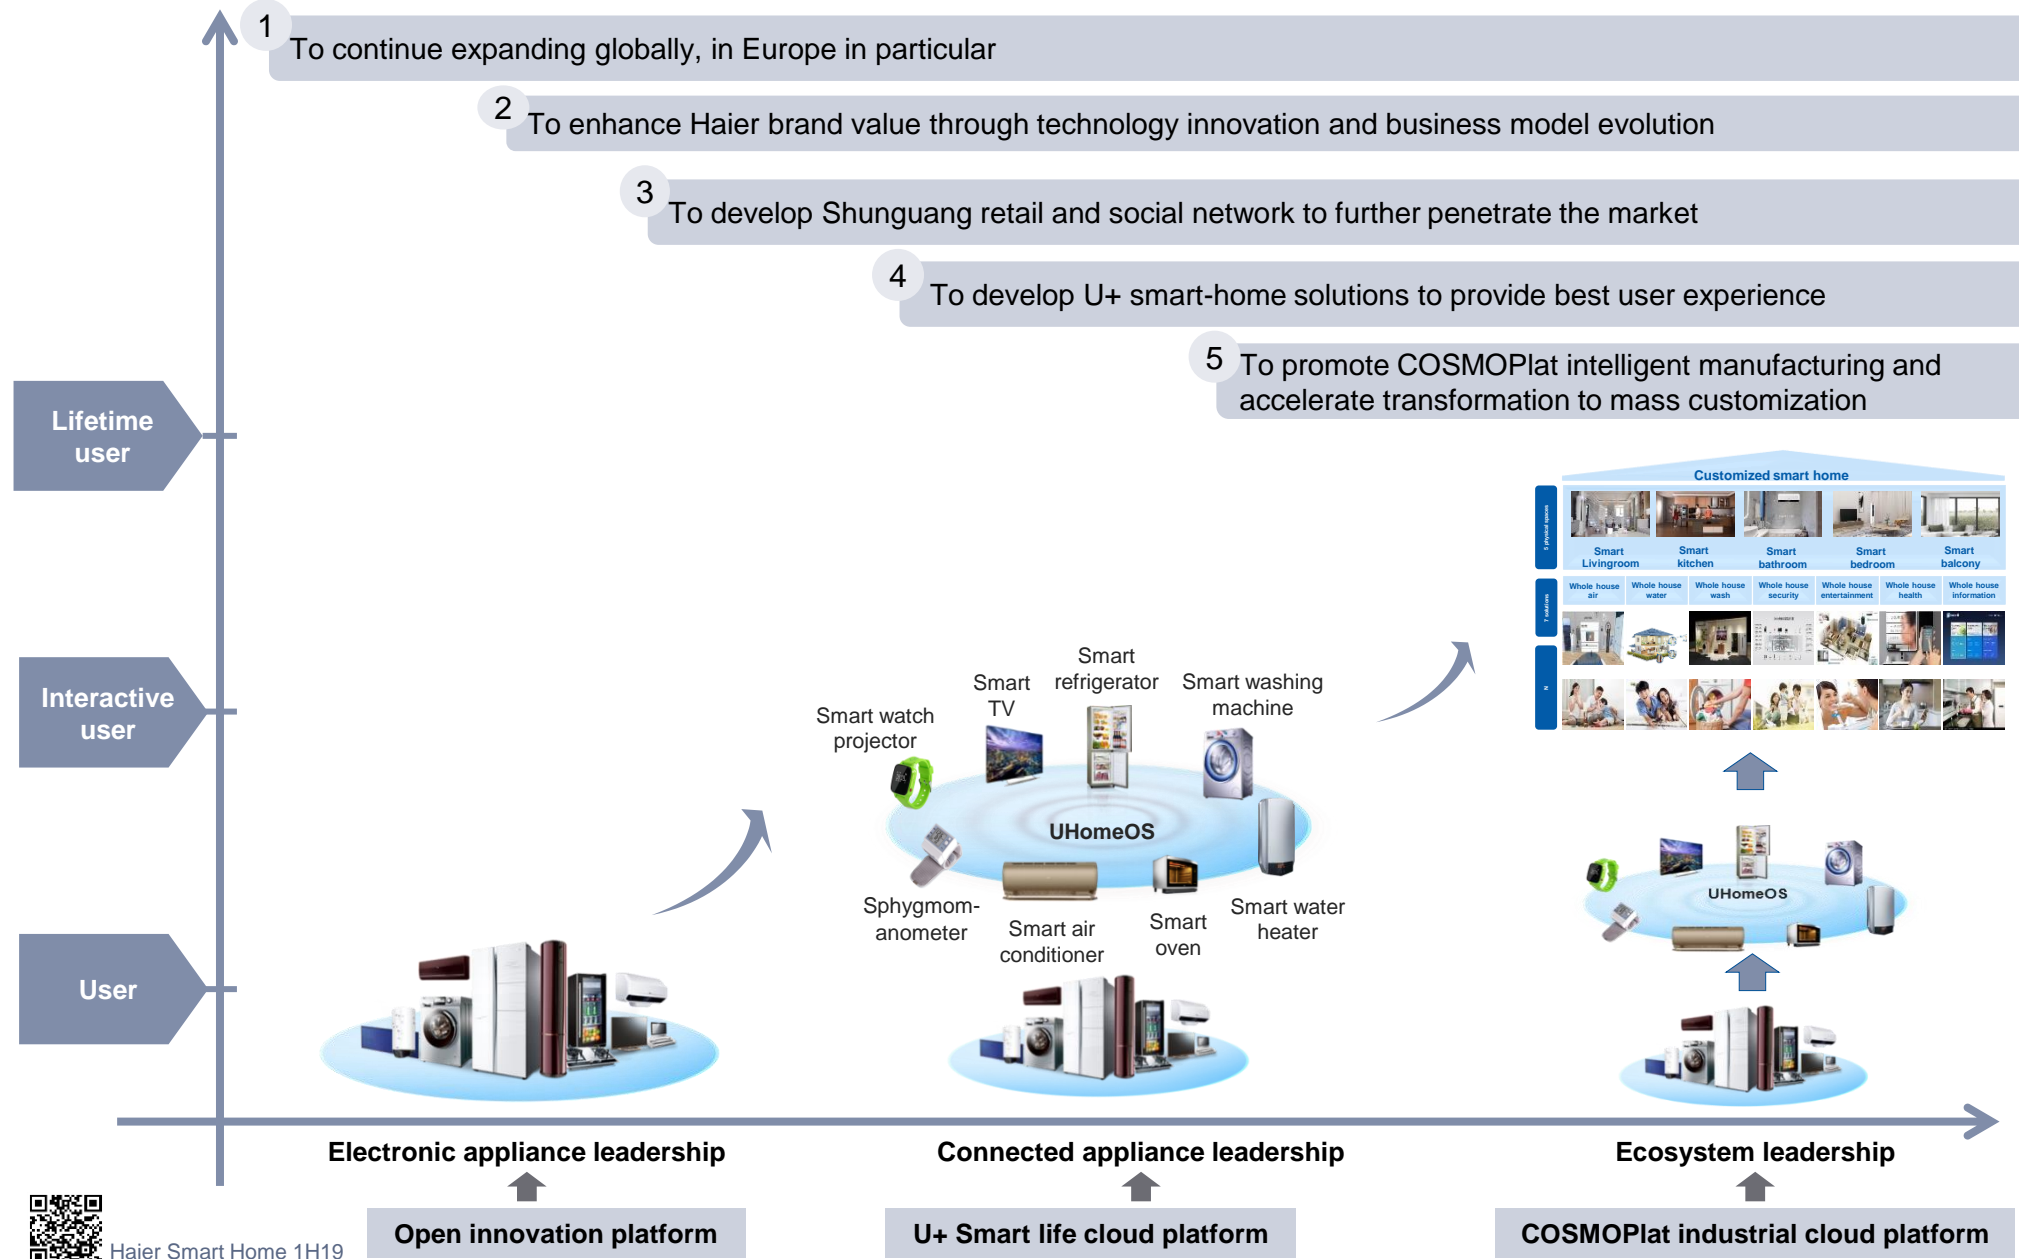 1
To continue expanding globally, in Europe in particular
2
To enhance Haier brand value through technology innovation and business model evolution
3
To develop Shunguang retail and social network to further penetrate the market
4
To develop U+ smart-home solutions to provide best user experience
5
To promote COSMOPlat intelligent manufacturing and
accelerate transformation to mass customization
Lifetime
user
Interactive
user
User
Customized smart home
5 physical spaces
Smart
Livingroom
Smart
kitchen
Smart
bathroom
Smart
bedroom
Smart
balcony
7 solutions
Whole house
air
Whole house
water
Whole house
wash
Whole house
security
Whole house
entertainment
Whole house
health
Whole house
information
N
Smart watch
projector
Smart
TV
Smart
refrigerator
Smart washing
machine
UHomeOS
Sphygmom-
anometer
Smart air
conditioner
Smart
oven
Smart water
heater
UHomeOS
Electronic appliance leadership
Connected appliance leadership
Ecosystem leadership
Open innovation platform
U+ Smart life cloud platform
COSMOPlat industrial cloud platform
Haier Smart Home 1H19